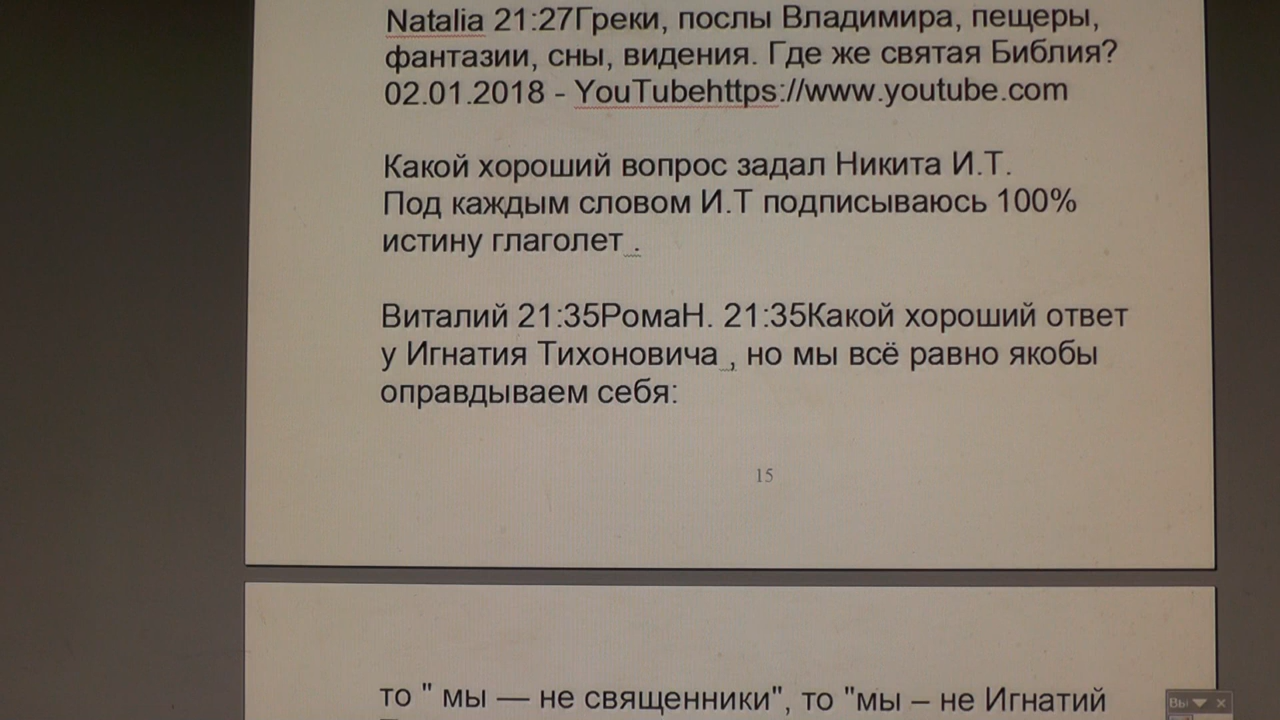 Natalia 21:27Греки, послы Владимира, пещеры,
фантазии, сны, видения. Где же святая Библия?
02.01.2018 - YouTubehttps://www.youtube.com
Какой хороший вопрос задал Никита И.Т.
Под каждым словом И.Т подписываюсь 100%
истину глаголет .
Виталий 21:35РомаН. 21:35Какой хороший ответ
у Игнатия Тихоновича , но мы всё равно якобы
оправдываем себя:
15
то " мы — не священники", то "мы – не Игнатий